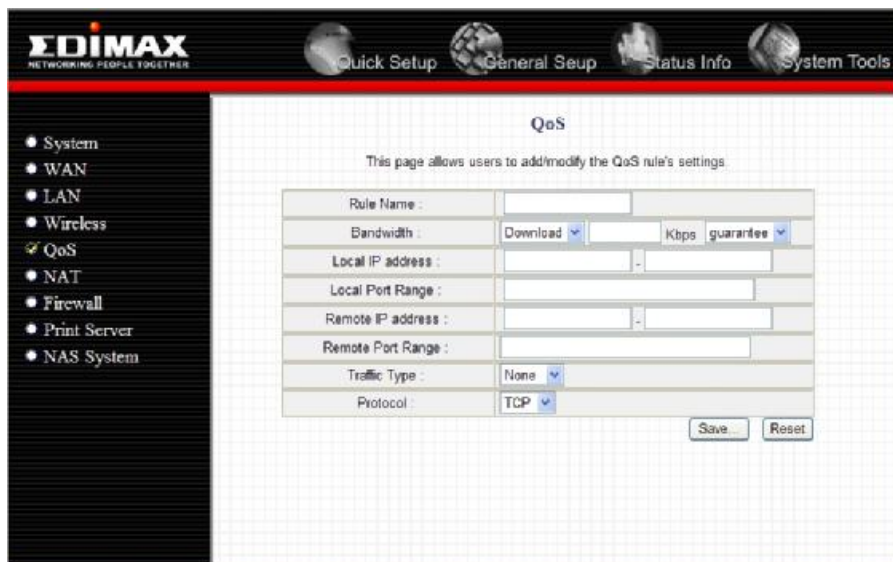 EDIMAX
NETWORKING PEOPLE TOGETHER
Quick Setup
General Seup
Status Info
System Tools
System
WAN
LAN
Wireless
QoS
NAT
Firewall
Print Server
NAS System
QoS
This page allows users to add/modify the QoS rule's settings.
Rule Name :
Bandwidth : Download Kbps guarantee
Local IP address : -
Local Port Range :
Remote IP address : -
Remote Port Range :
Traffic Type : None
Protocol : TCP
Save... Reset